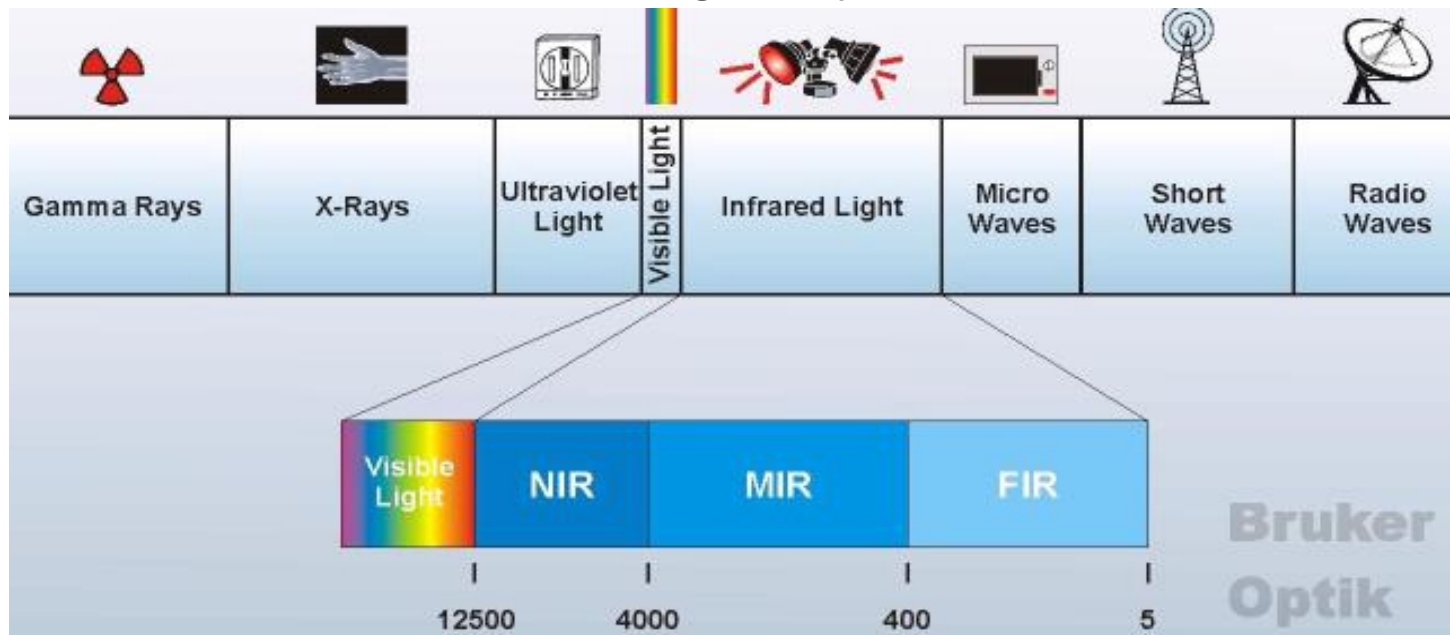 Gamma Rays
X-Rays
Ultraviolet
Light
Visible Light
Infrared Light
Micro
Waves
Short
Waves
Radio
Waves
Visible
Light
NIR
MIR
FIR
12500
4000
400
5
Bruker
Optik